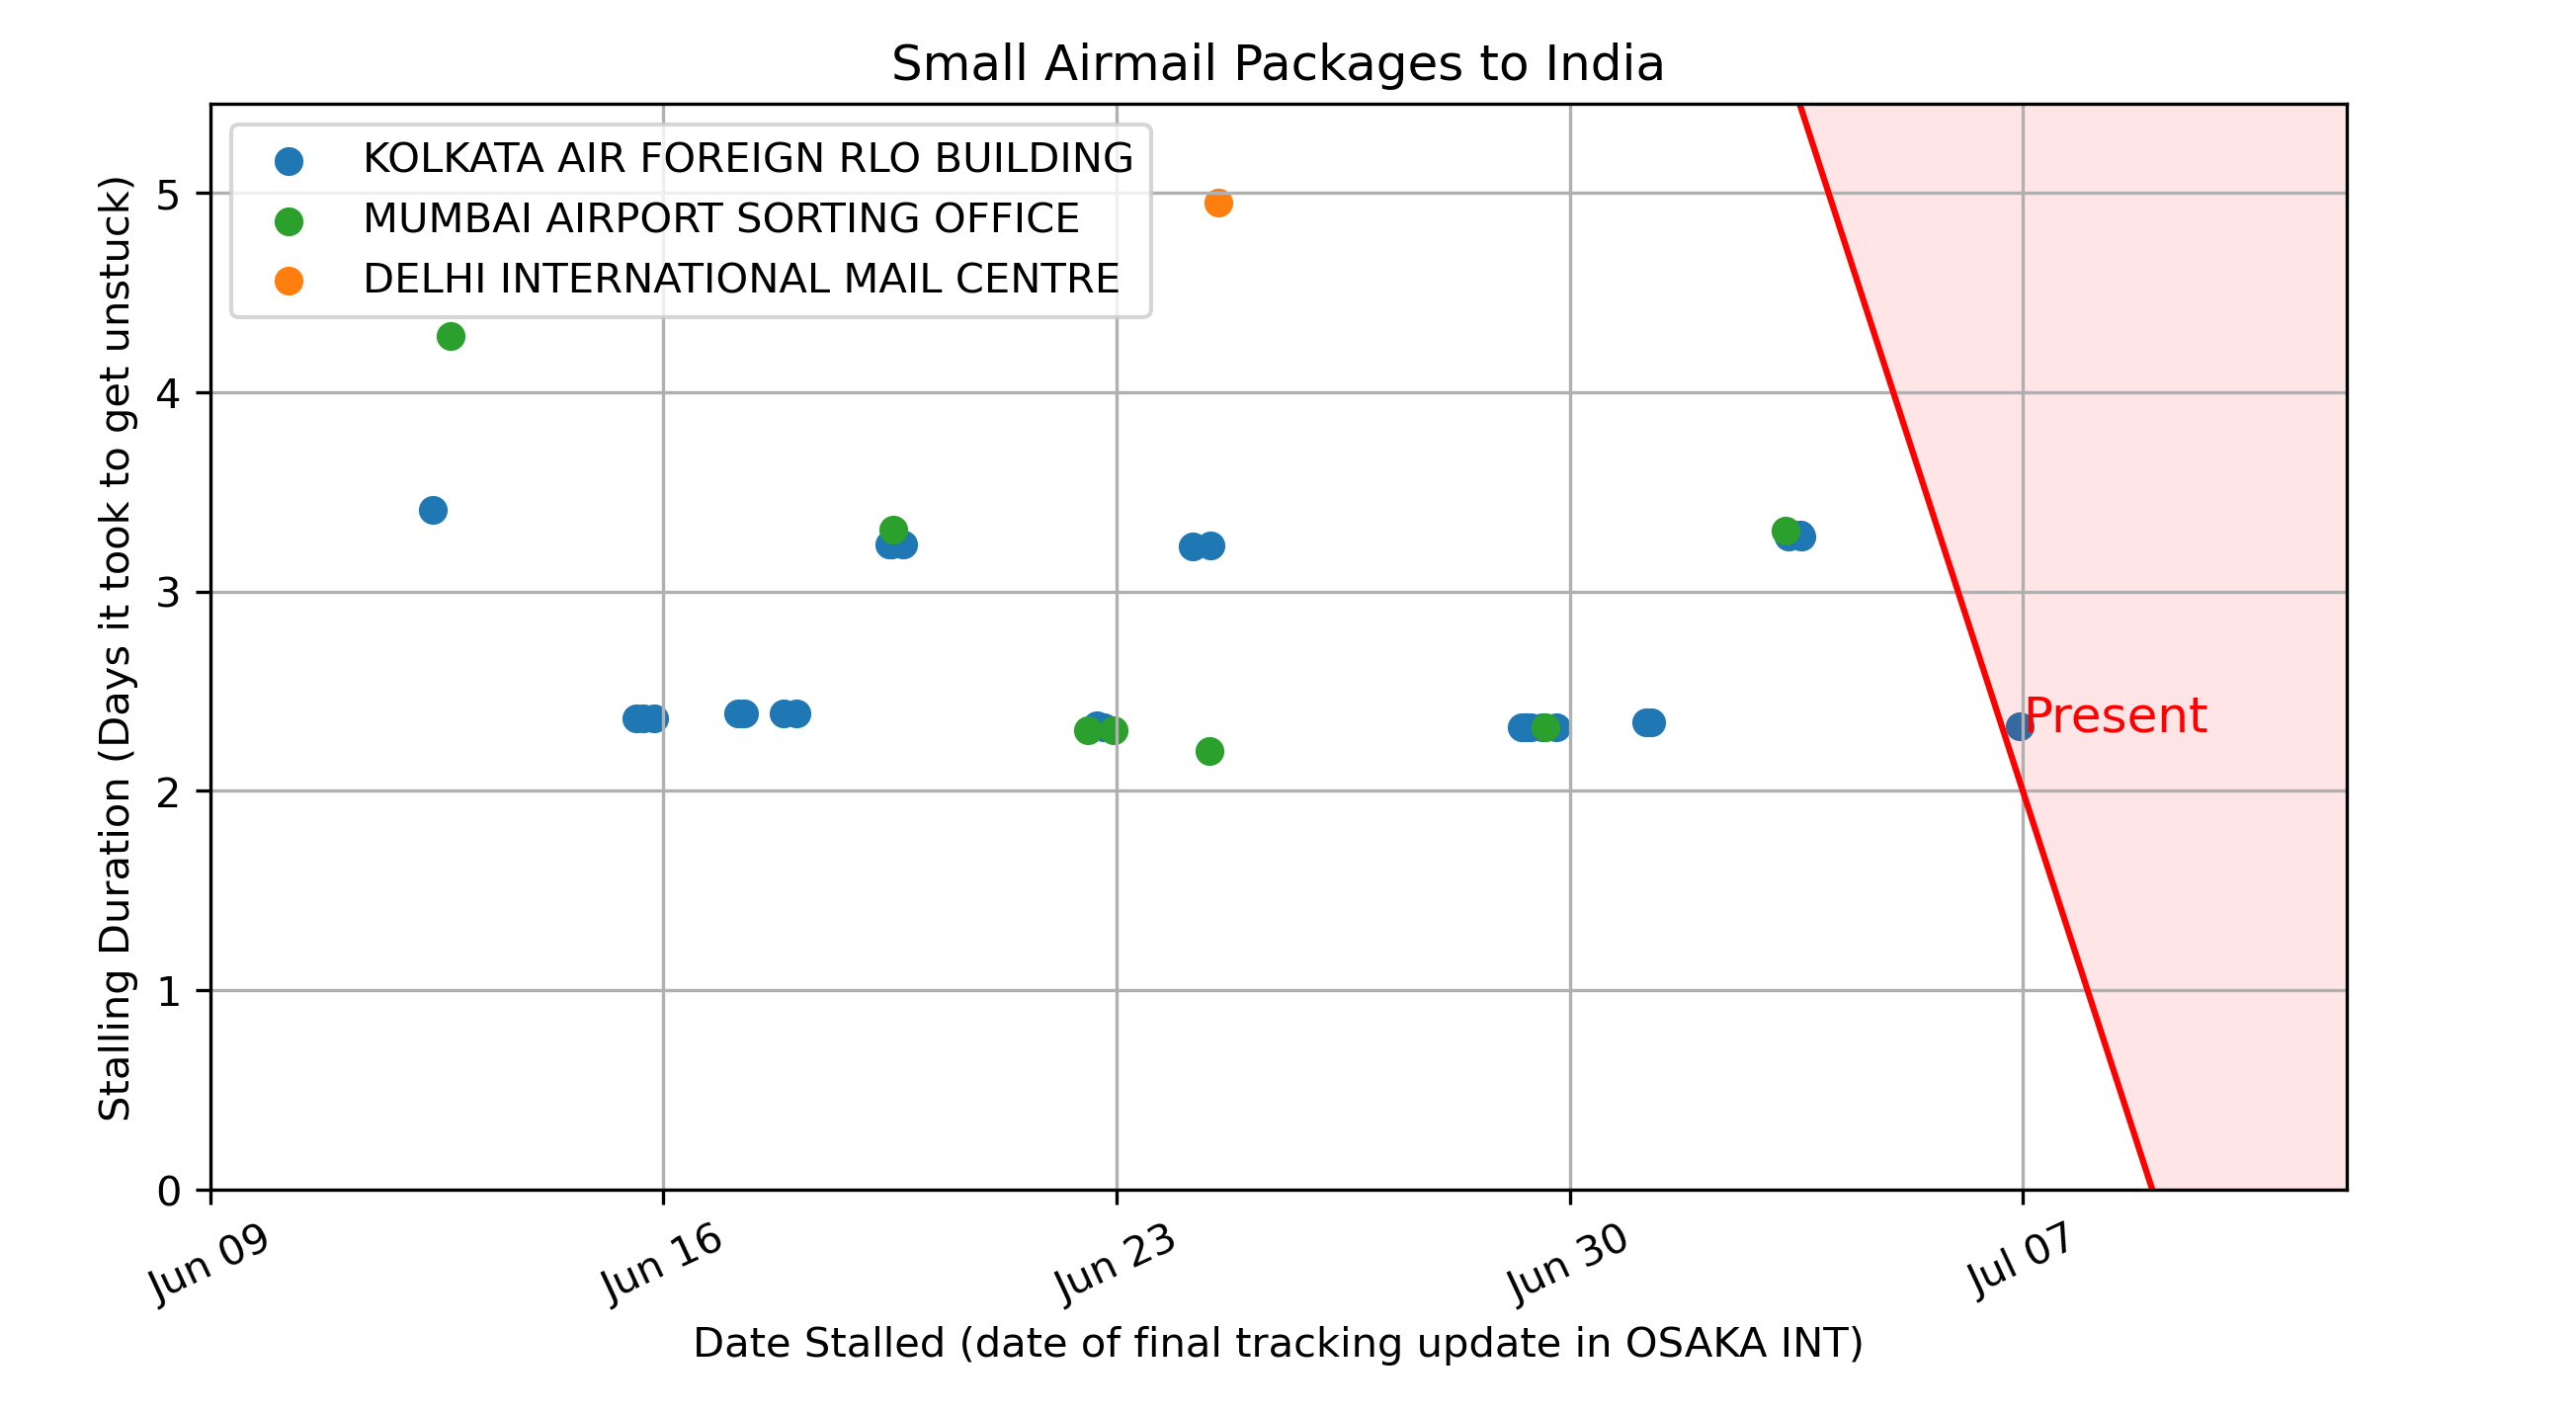 Small Airmail Packages to India
KOLKATA AIR FOREIGN RLO BUILDING
MUMBAI AIRPORT SORTING OFFICE
DELHI INTERNATIONAL MAIL CENTRE
Stalling Duration (Days it took to get unstuck)
5
4
3
2
1
0
Present
Jun 09
Jun 16
Jun 23
Jun 30
Jul 07
Date Stalled (date of final tracking update in OSAKA INT)